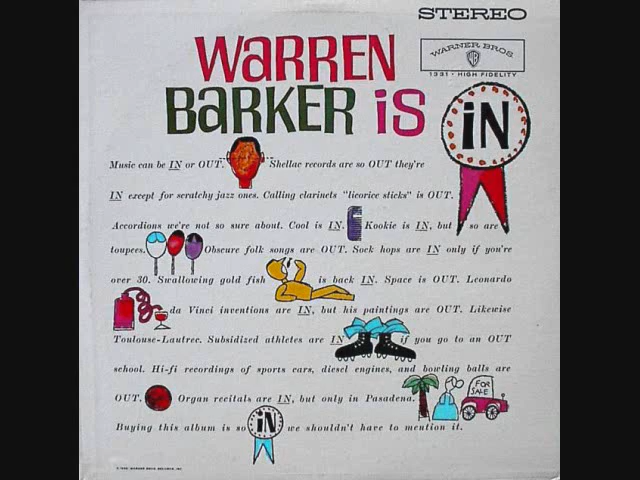 STEREO
WARNER BROS
WB
1331 · HIGH FIDELITY
WARREN
BARKER iS
iN
Music can be IN or OUT. Shellac records are so OUT they're
IN except for scratchy jazz ones. Calling clarinets "licorice sticks" is OUT.
Accordions we're not so sure about. Cool is IN. Kookie is IN, but so are
toupees. Obscure folk songs are OUT. Sock hops are IN only if you're
over 30. Swallowing gold fish is back IN. Space is OUT. Leonardo
da Vinci inventions are IN, but his paintings are OUT. Likewise
Toulouse-Lautrec. Subsidized athletes are IN if you go to an OUT
school. Hi-fi recordings of sports cars, diesel engines, and bowling balls are
OUT. Organ recitals are IN, but only in Pasadena.
FOR
SALE
Buying this album is so iN we shouldn't have to mention it.